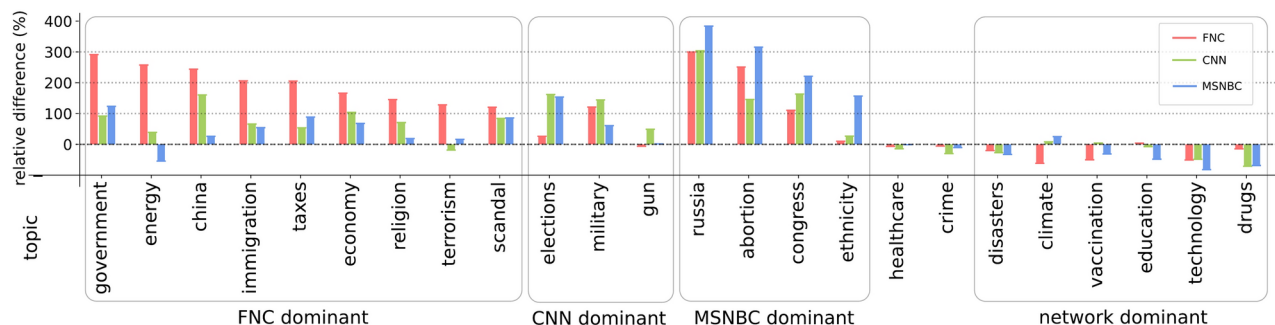 relative difference (%)
400
300
200
100
0
FNC
CNN
MSNBC
topic
government
energy
china
immigration
taxes
economy
religion
terrorism
scandal
elections
military
gun
russia
abortion
congress
ethnicity
healthcare
crime
disasters
climate
vaccination
education
technology
drugs
FNC dominant
CNN dominant
MSNBC dominant
network dominant